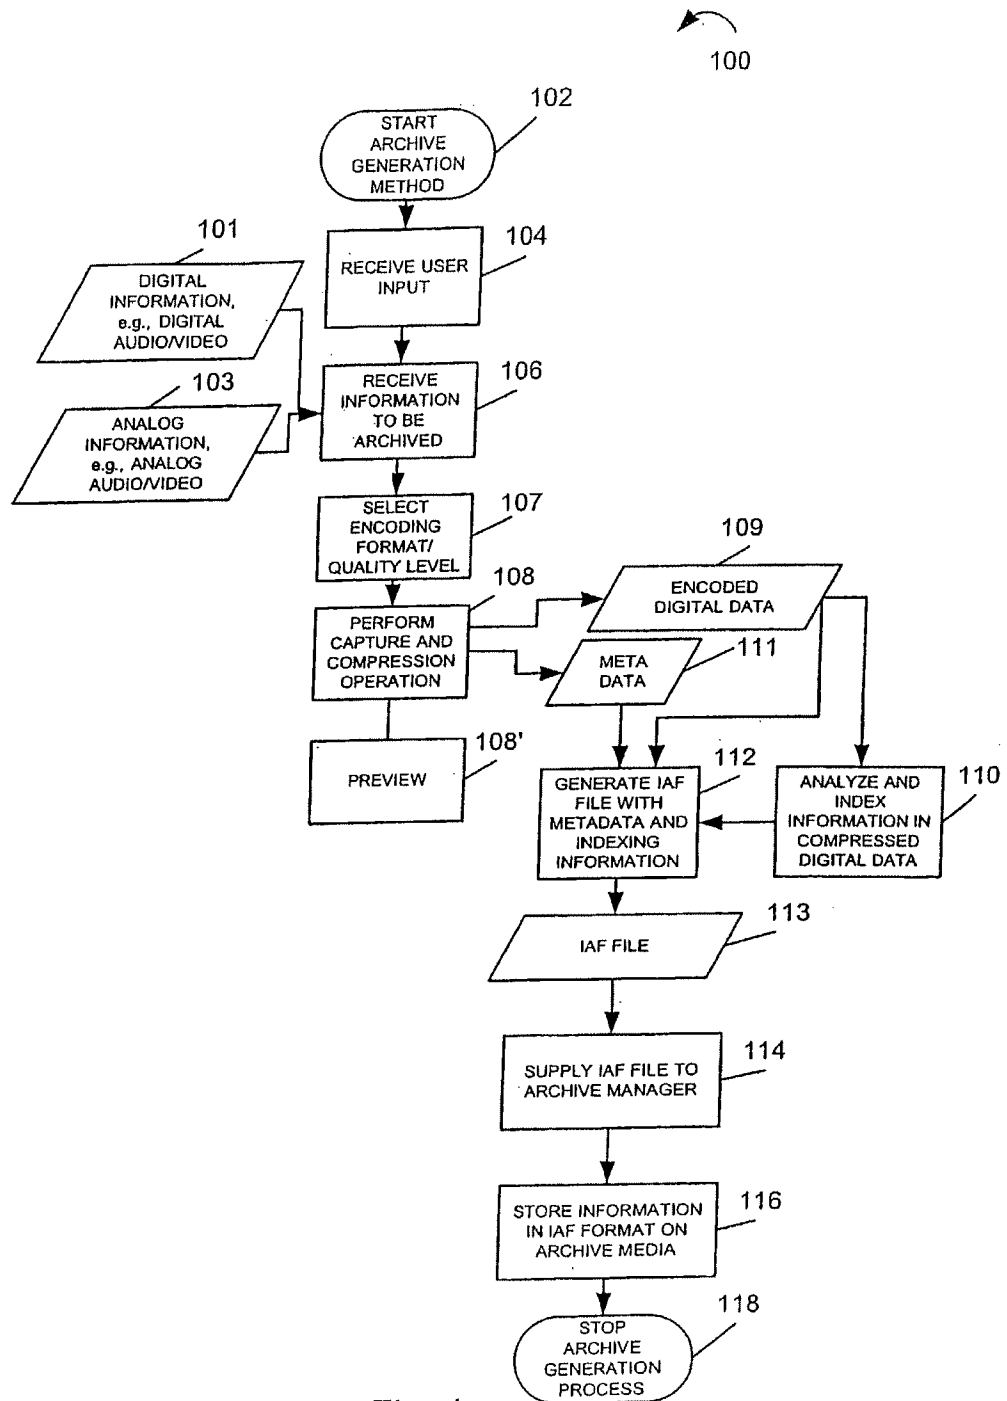 100
102
START
ARCHIVE
GENERATION
METHOD
101
104
DIGITAL
INFORMATION,
e.g., DIGITAL
AUDIO/VIDEO
RECEIVE USER
INPUT
103
106
RECEIVE
INFORMATION
TO BE
ARCHIVED
ANALOG
INFORMATION,
e.g., ANALOG
AUDIO/VIDEO
107
SELECT
ENCODING
FORMAT/
QUALITY LEVEL
109
108
ENCODED
DIGITAL DATA
PERFORM
CAPTURE AND
COMPRESSION
OPERATION
111
META
DATA
108'
PREVIEW
112
GENERATE IAF
FILE WITH
METADATA AND
INDEXING
INFORMATION
110
ANALYZE AND
INDEX
INFORMATION IN
COMPRESSED
DIGITAL DATA
113
IAF FILE
114
SUPPLY IAF FILE TO
ARCHIVE MANAGER
116
STORE INFORMATION
IN IAF FORMAT ON
ARCHIVE MEDIA
118
STOP
ARCHIVE
GENERATION
PROCESS